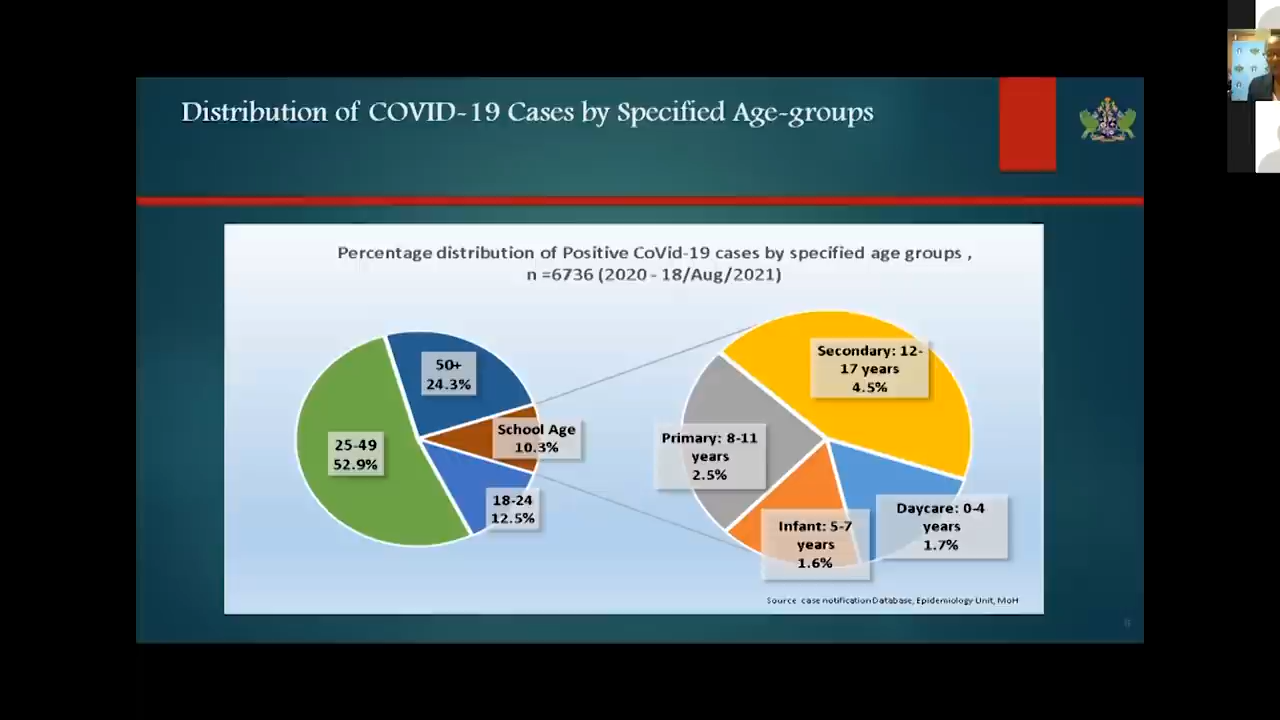 Distribution of COVID-19 Cases by Specified Age-groups
Percentage distribution of Positive CoVid-19 cases by specified age groups ,
n =6736 (2020 - 18/Aug/2021)
50+
24.3%
School Age
10.3%
25-49
52.9%
18-24
12.5%
Secondary: 12-
17 years
4.5%
Primary: 8-11
years
2.5%
Infant: 5-7
years
1.6%
Daycare: 0-4
years
1.7%
Source case notification Database, Epidemiology Unit, MoH